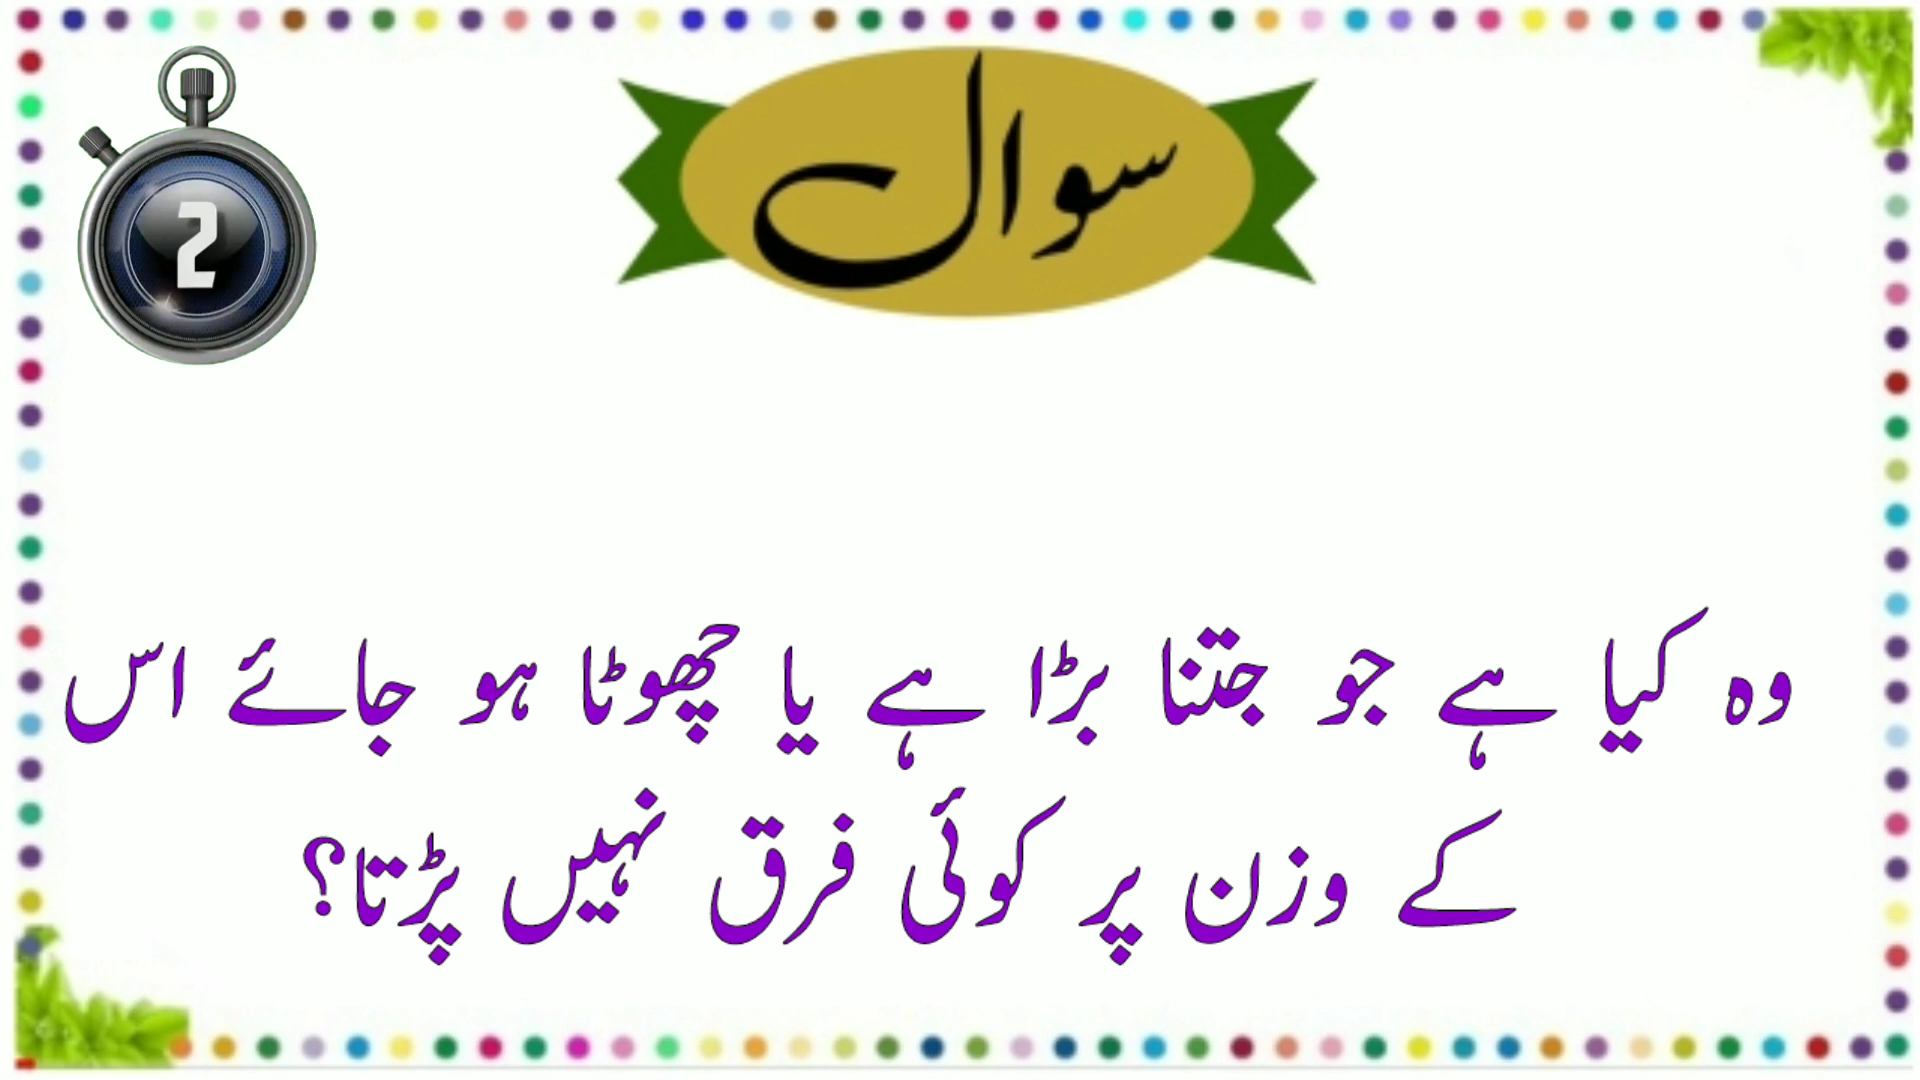 سوال
2
وہ کیا ہے جو جتنا بڑا ہے یا چھوٹا ہو جائے اس
کے وزن پر کوئی فرق نہیں پڑتا؟